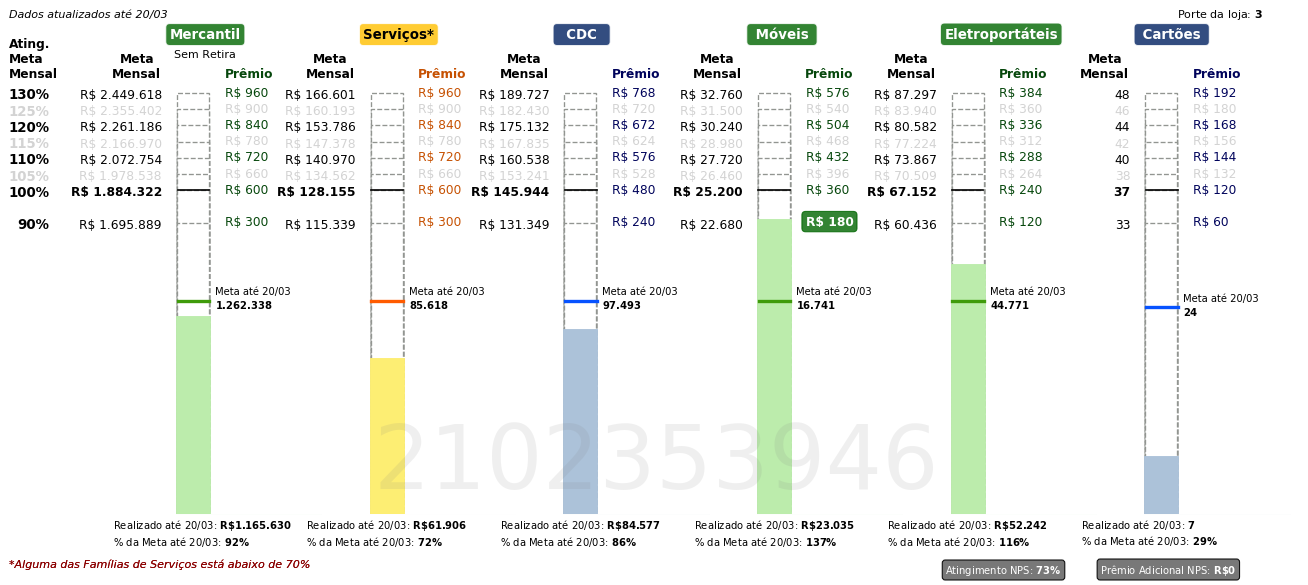 Dados atualizados até 20/03
Porte da loja: 3
Mercantil Serviços* CDC Móveis Eletroportáteis Cartões
Sem Retira
Ating. Meta Mensal
Meta Mensal Prêmio Meta Mensal Prêmio Meta Mensal Prêmio Meta Mensal Prêmio Meta Mensal Prêmio Meta Mensal Prêmio
130% R$ 2.449.618 R$ 960 R$ 166.601 R$ 960 R$ 189.727 R$ 768 R$ 32.760 R$ 576 R$ 87.297 R$ 384 48 R$ 192
125% R$ 2.355.402 R$ 900 R$ 160.193 R$ 900 R$ 182.430 R$ 720 R$ 31.500 R$ 540 R$ 83.940 R$ 360 46 R$ 180
120% R$ 2.261.186 R$ 840 R$ 153.786 R$ 840 R$ 175.132 R$ 672 R$ 30.240 R$ 504 R$ 80.582 R$ 336 44 R$ 168
115% R$ 2.166.970 R$ 780 R$ 147.378 R$ 780 R$ 167.835 R$ 624 R$ 28.980 R$ 468 R$ 77.224 R$ 312 42 R$ 156
110% R$ 2.072.754 R$ 720 R$ 140.970 R$ 720 R$ 160.538 R$ 576 R$ 27.720 R$ 432 R$ 73.867 R$ 288 40 R$ 144
105% R$ 1.978.538 R$ 660 R$ 134.562 R$ 660 R$ 153.241 R$ 528 R$ 26.460 R$ 396 R$ 70.509 R$ 264 38 R$ 132
100% R$ 1.884.322 R$ 600 R$ 128.155 R$ 600 R$ 145.944 R$ 480 R$ 25.200 R$ 360 R$ 67.152 R$ 240 37 R$ 120
90% R$ 1.695.889 R$ 300 R$ 115.339 R$ 300 R$ 131.349 R$ 240 R$ 22.680 R$ 180 R$ 60.436 R$ 120 33 R$ 60
Meta até 20/03 Meta até 20/03 Meta até 20/03 Meta até 20/03 Meta até 20/03 Meta até 20/03
1.262.338 85.618 97.493 16.741 44.771 24
2102353946
Realizado até 20/03: R$1.165.630 Realizado até 20/03: R$61.906 Realizado até 20/03: R$84.577 Realizado até 20/03: R$23.035 Realizado até 20/03: R$52.242 Realizado até 20/03: 7
% da Meta até 20/03: 92% % da Meta até 20/03: 72% % da Meta até 20/03: 86% % da Meta até 20/03: 137% % da Meta até 20/03: 116% % da Meta até 20/03: 29%
*Alguma das Famílias de Serviços está abaixo de 70%
Atingimento NPS: 73% Prêmio Adicional NPS: R$0